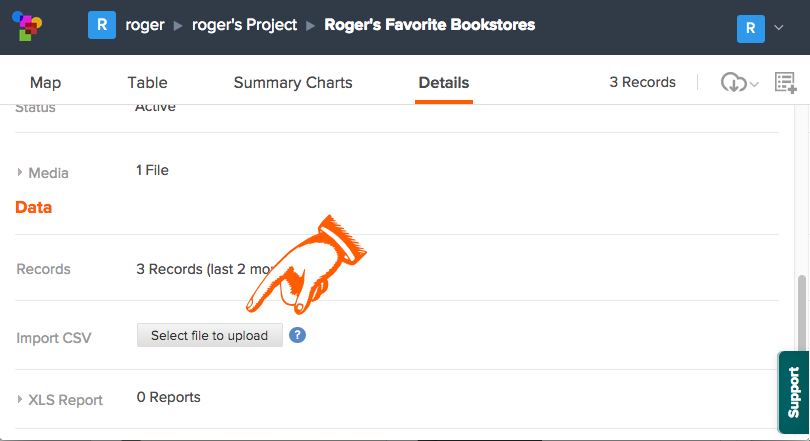 R roger ▸ roger's Project ▸ Roger's Favorite Bookstores R
Map Table Summary Charts Details 3 Records
Status Active
Media 1 File
Data
Records 3 Records (last 2 mo
Import CSV Select file to upload ?
XLS Report 0 Reports
Support